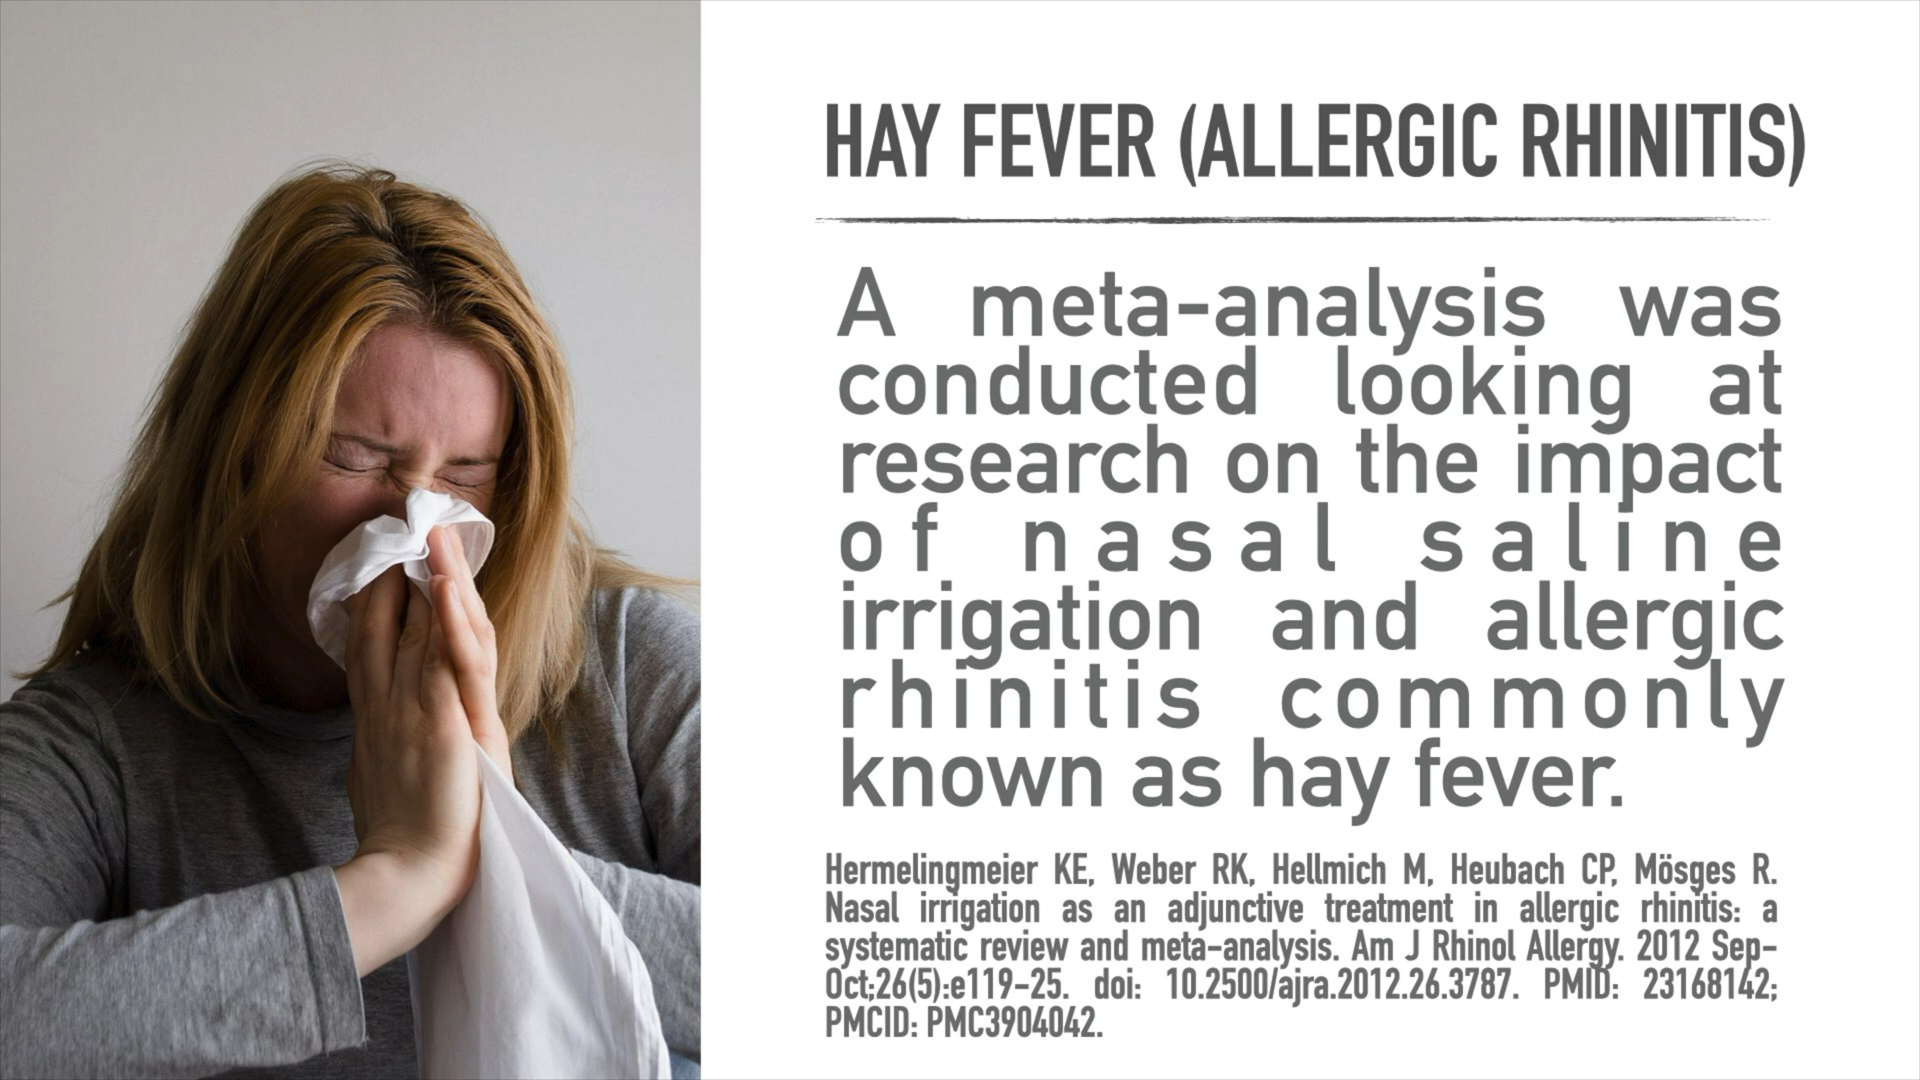 HAY FEVER (ALLERGIC RHINITIS)
A meta-analysis was
conducted looking at
research on the impact
of nasal saline
irrigation and allergic
rhinitis commonly
known as hay fever.
Hermelingmeier KE, Weber RK, Hellmich M, Heubach CP, Mösges R.
Nasal irrigation as an adjunctive treatment in allergic rhinitis: a
systematic review and meta-analysis. Am J Rhinol Allergy. 2012 Sep-
Oct;26(5):e119-25. doi: 10.2500/ajra.2012.26.3787. PMID: 23168142;
PMCID: PMC3904042.